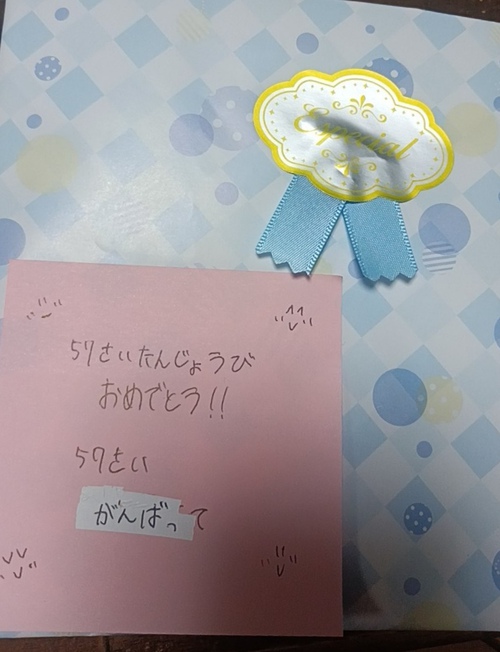 Especial
57さいたんじょうび
おめでとう!!
57さい
がんばって